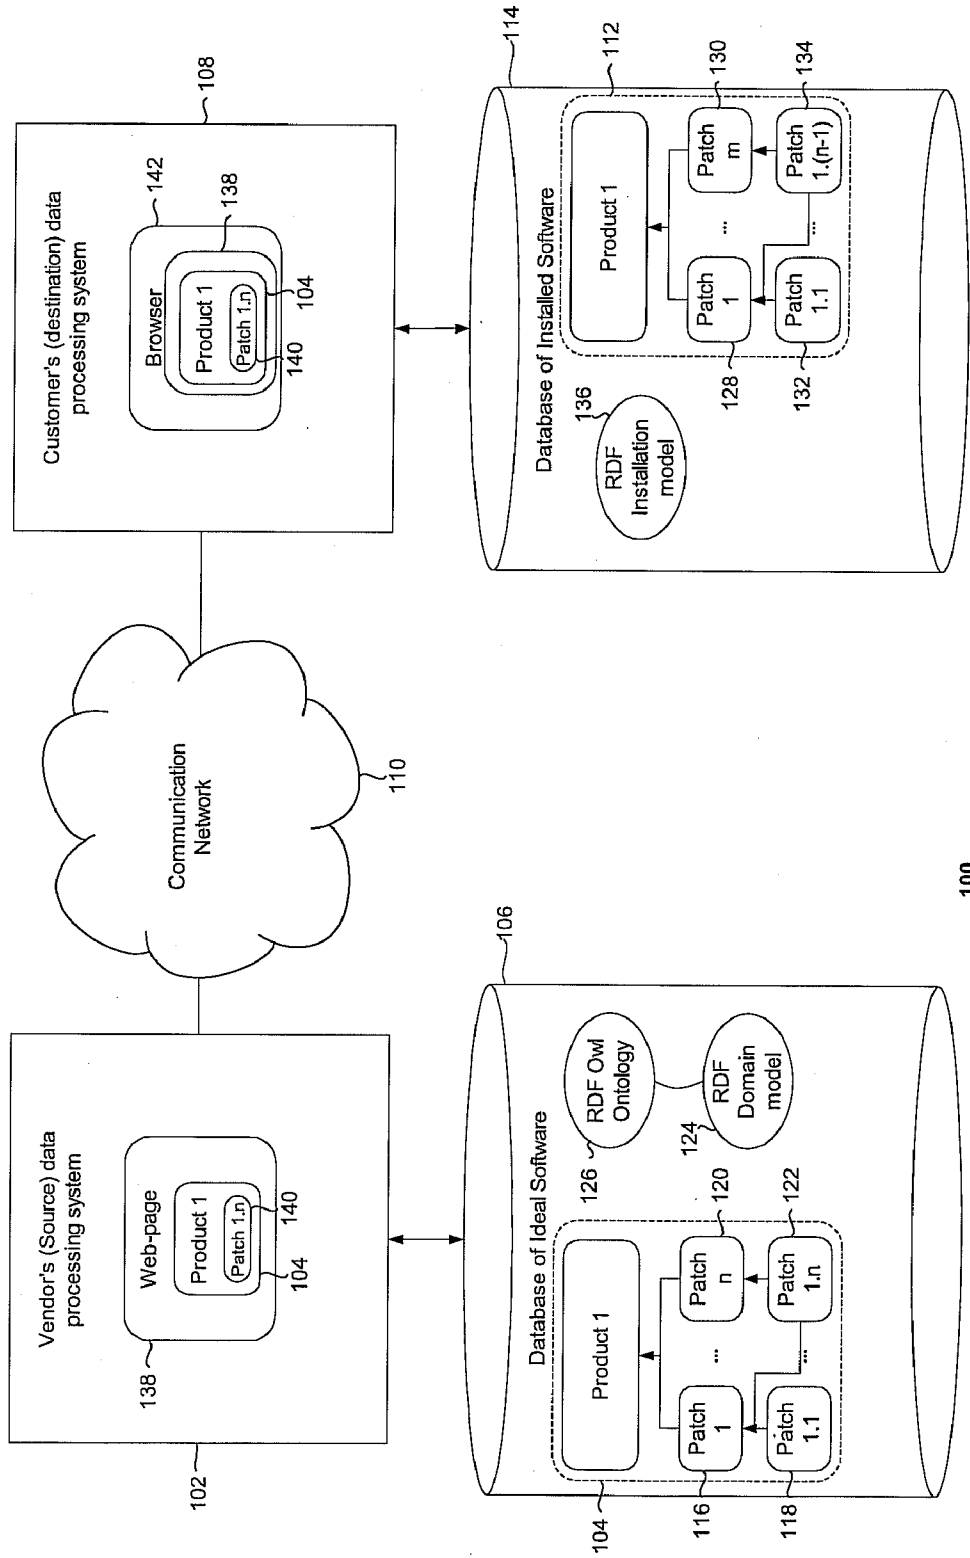 Vendor's (Source) data
processing system
Web-page
Product 1
Patch 1.n
138
104
140
102
Communication
Network
110
Customer's (destination) data
processing system
Browser
Product 1
Patch 1.n
140
104
138
142
108
106
Database of Ideal Software
Product 1
Patch
1
...
Patch
n
Patch
1.1
...
Patch
1.n
104
116
118
120
122
RDF Owl
Ontology
126
RDF
Domain
model
124
114
Database of Installed Software
RDF
Installation
model
136
Product 1
Patch
1
...
Patch
m
Patch
1.1
...
Patch
1.(n-1)
112
128
132
130
134
100